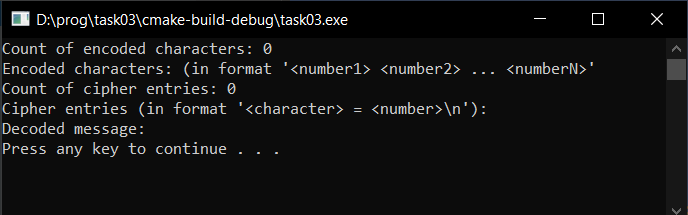 D:\prog\task03\cmake-build-debug\task03.exe
Count of encoded characters: 0
Encoded characters: (in format '<number1> <number2> ... <numberN>'
Count of cipher entries: 0
Cipher entries (in format '<character> = <number>\n'):
Decoded message:
Press any key to continue . . .